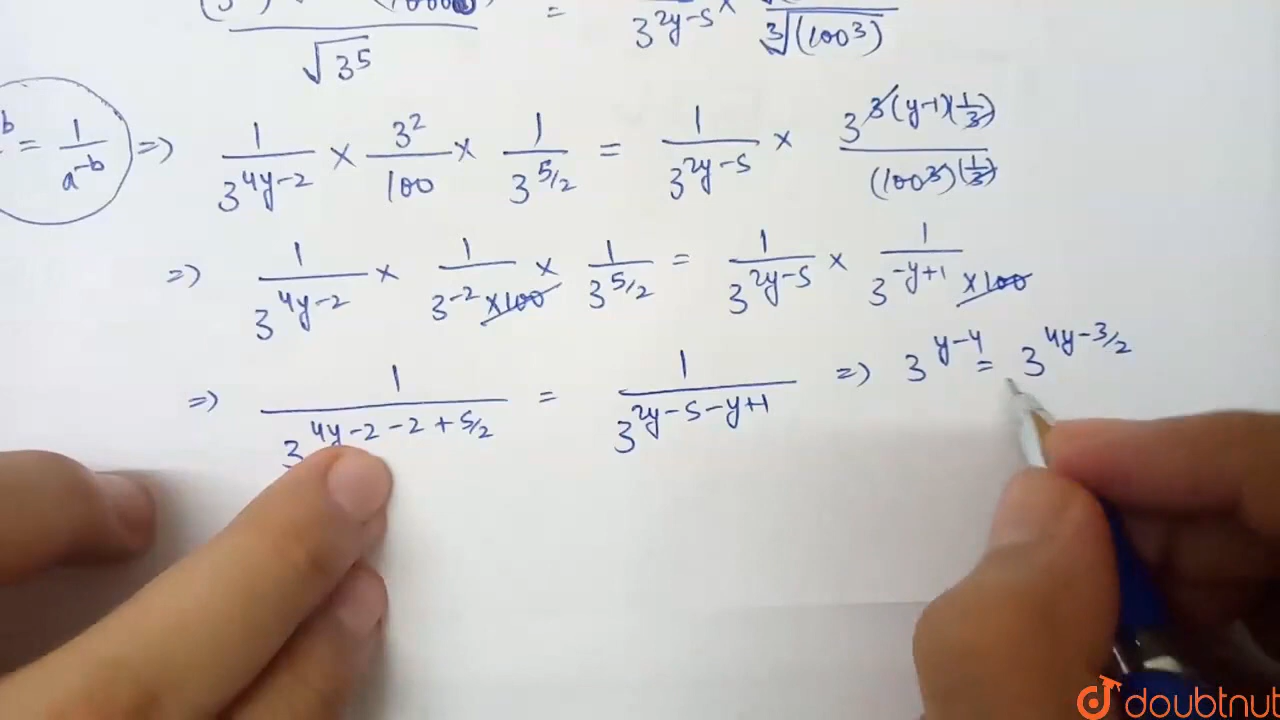 √3⁵ = 1/3^(2y-5) × /∛(100³)
b = 1/a^(-b) => 1/3^(4y-2) × 3²/100 × 1/3^(5/2) = 1/3^(2y-5) × 3^(3(y-1)(1/3))/(100³)^(1/3)
=> 1/3^(4y-2) × 1/(3^(-2) × 100) × 1/3^(5/2) = 1/3^(2y-5) × 1/(3^(-y+1) × 100)
=> 1/3^(4y-2-2+5/2) = 1/3^(2y-5-y+1) => 3^(y-4) = 3^(4y-3/2)
doubtnut